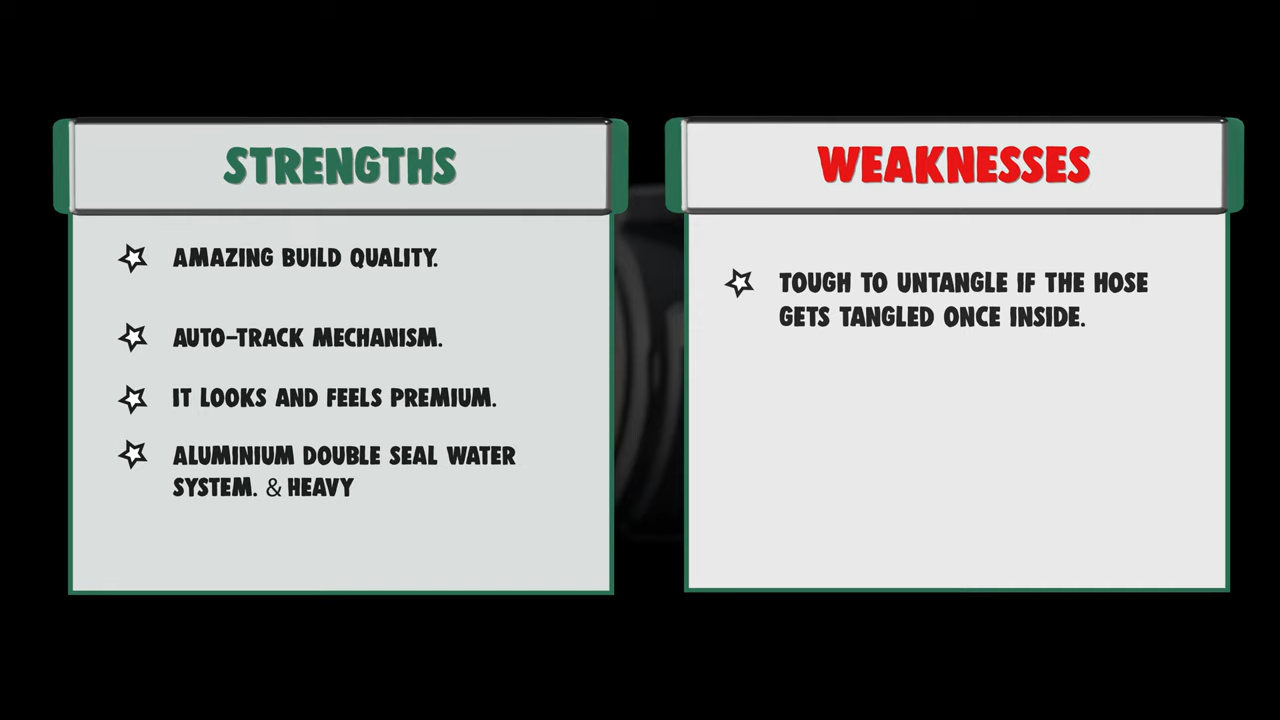 STRENGTHS
AMAZING BUILD QUALITY.
AUTO-TRACK MECHANISM.
IT LOOKS AND FEELS PREMIUM.
ALUMINIUM DOUBLE SEAL WATER
SYSTEM. & HEAVY
WEAKNESSES
TOUGH TO UNTANGLE IF THE HOSE
GETS TANGLED ONCE INSIDE.